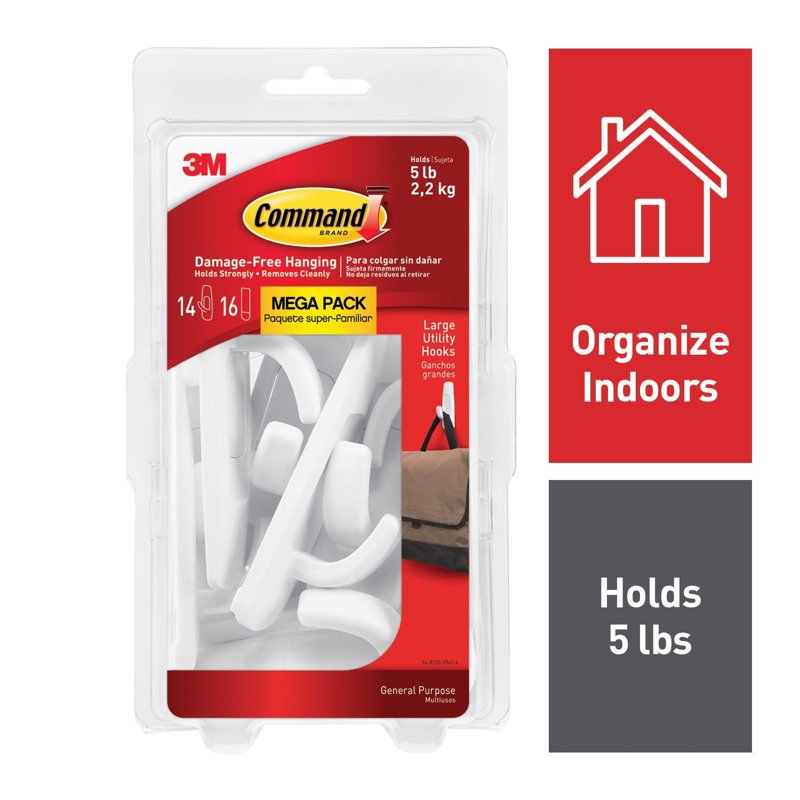 3M
Holds | Sujeta
5 lb
2,2 kg
Command
BRAND
Damage-Free Hanging
Holds Strongly • Removes Cleanly
Para colgar sin dañar
Sujeta firmemente
No deja residuos al retirar
14 16
MEGA PACK
Paquete super-familiar
Large
Utility
Hooks
Ganchos
grandes
General Purpose
Multiusos
Organize
Indoors
Holds
5 lbs